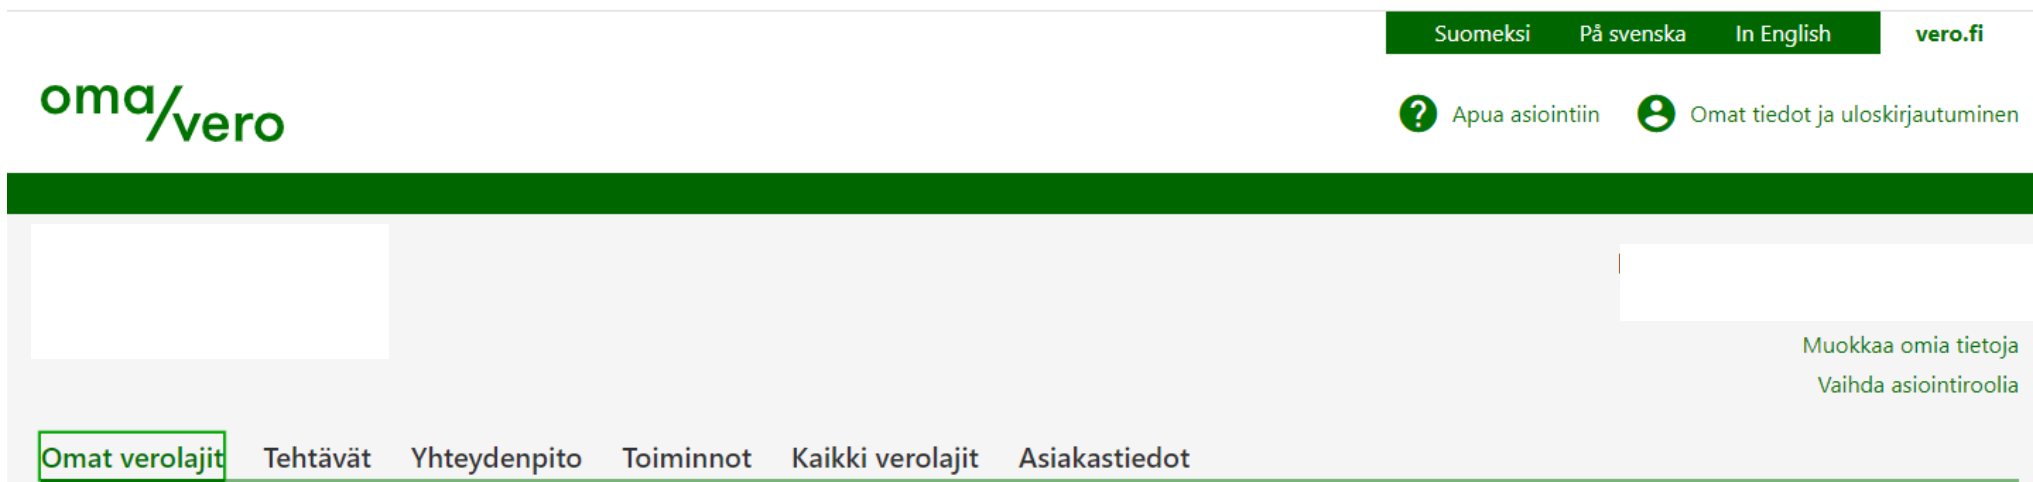 Suomeksi På svenska In English vero.fi
oma/vero
Apua asiointiin Omat tiedot ja uloskirjautuminen
Muokkaa omia tietoja
Vaihda asiointiroolia
Omat verolajit Tehtävät Yhteydenpito Toiminnot Kaikki verolajit Asiakastiedot